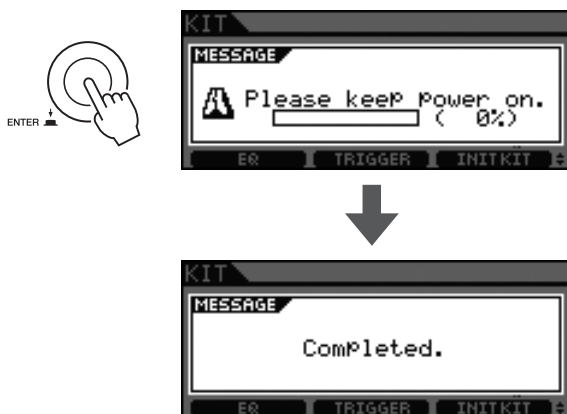 KIT
MESSAGE
Please keep power on.
( 0%)
ENTER
EQ TRIGGER INITKIT
KIT
MESSAGE
Completed.
EQ TRIGGER INITKIT